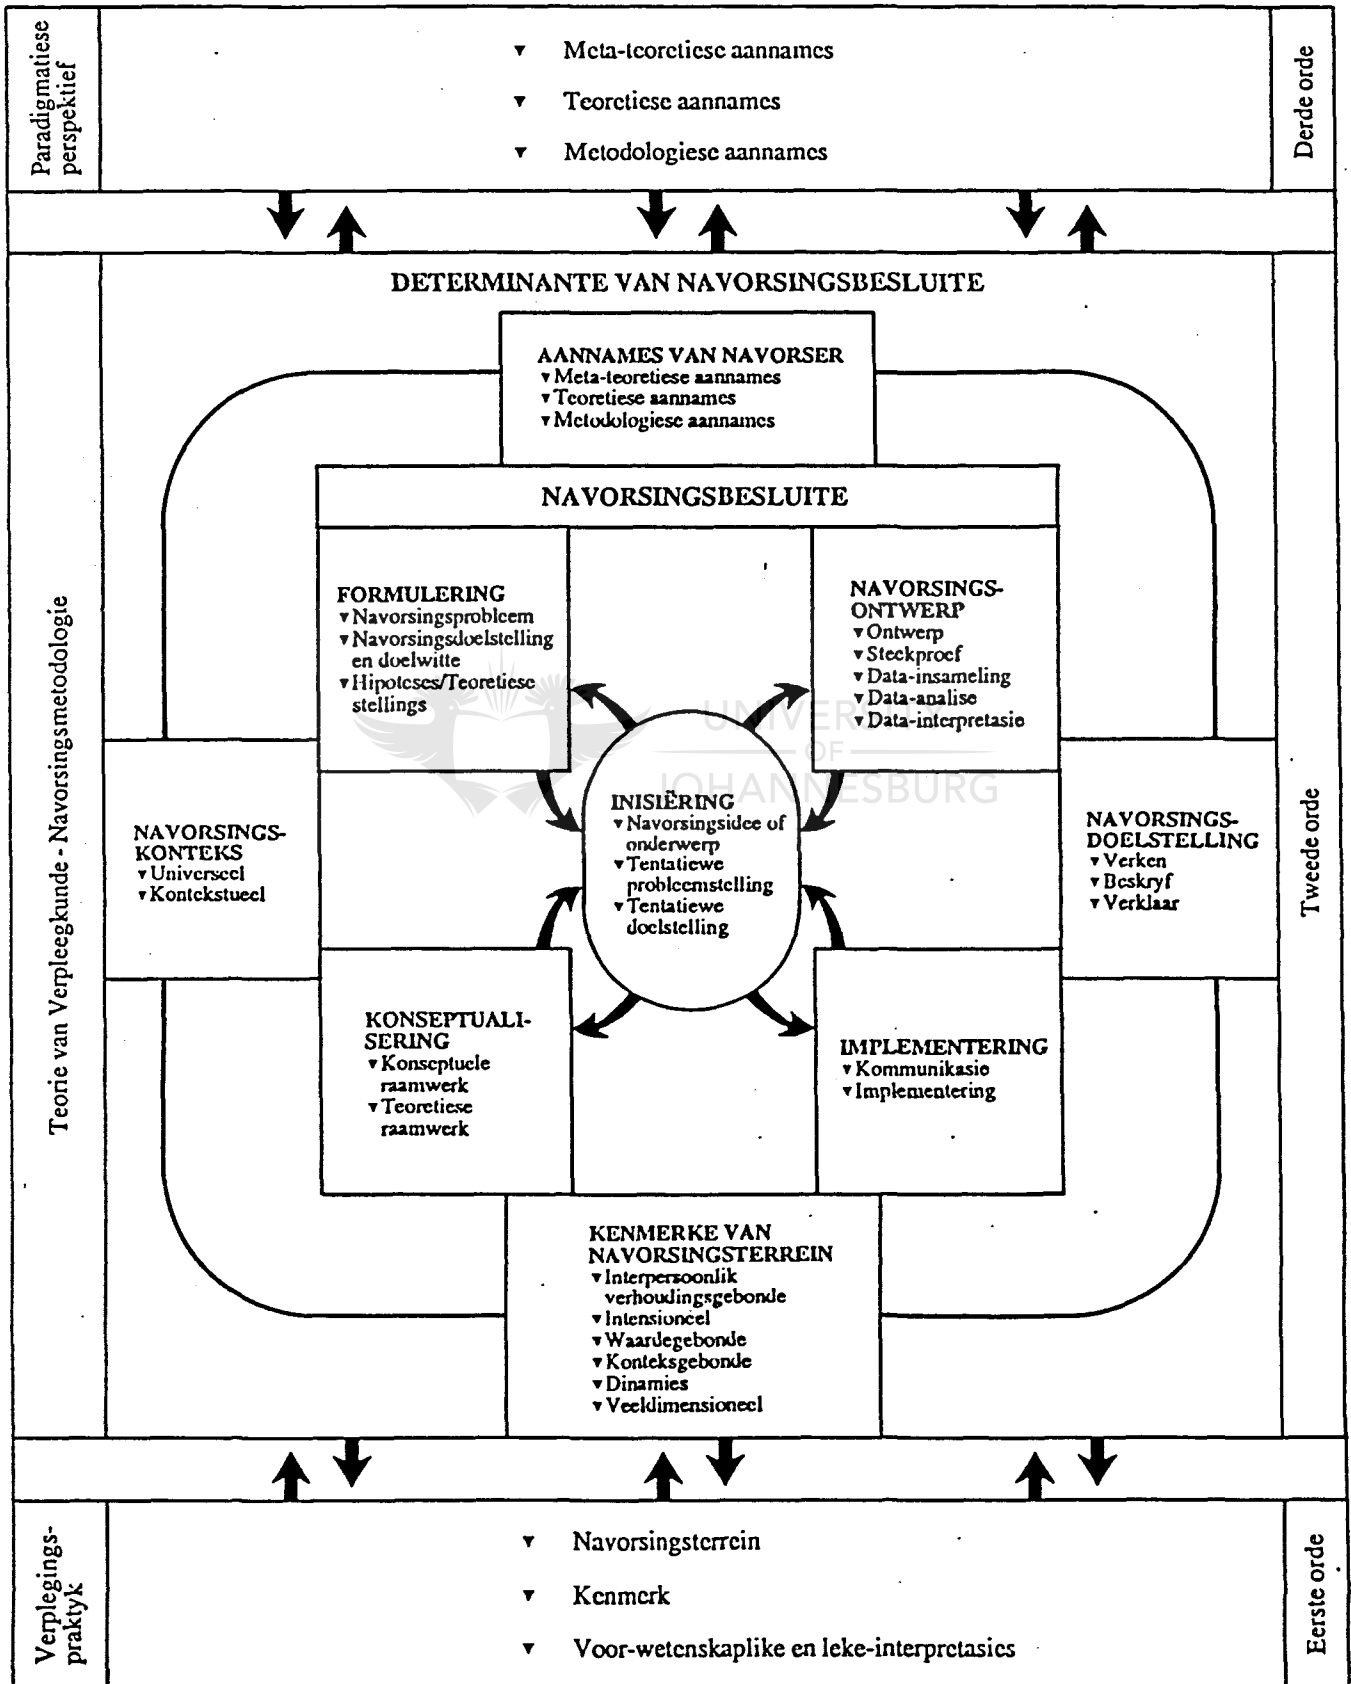 Paradigmatiese
perspektief
▼ Meta-teoretiese aannames
▼ Teoretiese aannames
▼ Metodologiese aannames
Derde orde
Teorie van Verpleegkunde - Navorsingsmetodologie
DETERMINANTE VAN NAVORSINGSBESLUITE
AANNAMES VAN NAVORSER
▼ Meta-teoretiese aannames
▼ Teoretiese aannames
▼ Metodologiese aannames
NAVORSINGSBESLUITE
FORMULERING
▼ Navorsingsprobleem
▼ Navorsingsdoelstelling
en doelwitte
▼ Hipoteses/Teoretiese
stellings
NAVORSINGS-
ONTWERP
▼ Ontwerp
▼ Steekproef
▼ Data-insameling
▼ Data-analise
▼ Data-interpretasie
UNIVERSITY
OF
JOHANNESBURG
INISIËRING
▼ Navorsingsidee of
onderwerp
▼ Tentatiewe
probleemstelling
▼ Tentatiewe
doelstelling
NAVORSINGS-
KONTEKS
▼ Universeel
▼ Kontekstueel
NAVORSINGS-
DOELSTELLING
▼ Verken
▼ Beskryf
▼ Verklaar
Tweede orde
KONSEPTUALI-
SERING
▼ Konseptuele
raamwerk
▼ Teoretiese
raamwerk
IMPLEMENTERING
▼ Kommunikasie
▼ Implementering
KENMERKE VAN
NAVORSINGSTERREIN
▼ Interpersoonlik
verhoudingsgebonde
▼ Intensioneel
▼ Waardegebonde
▼ Konteksgebonde
▼ Dinamies
▼ Veeldimensioneel
Verplegings-
praktyk
▼ Navorsingsterrein
▼ Kenmerk
▼ Voor-wetenskaplike en leke-interpretasies
Eerste orde